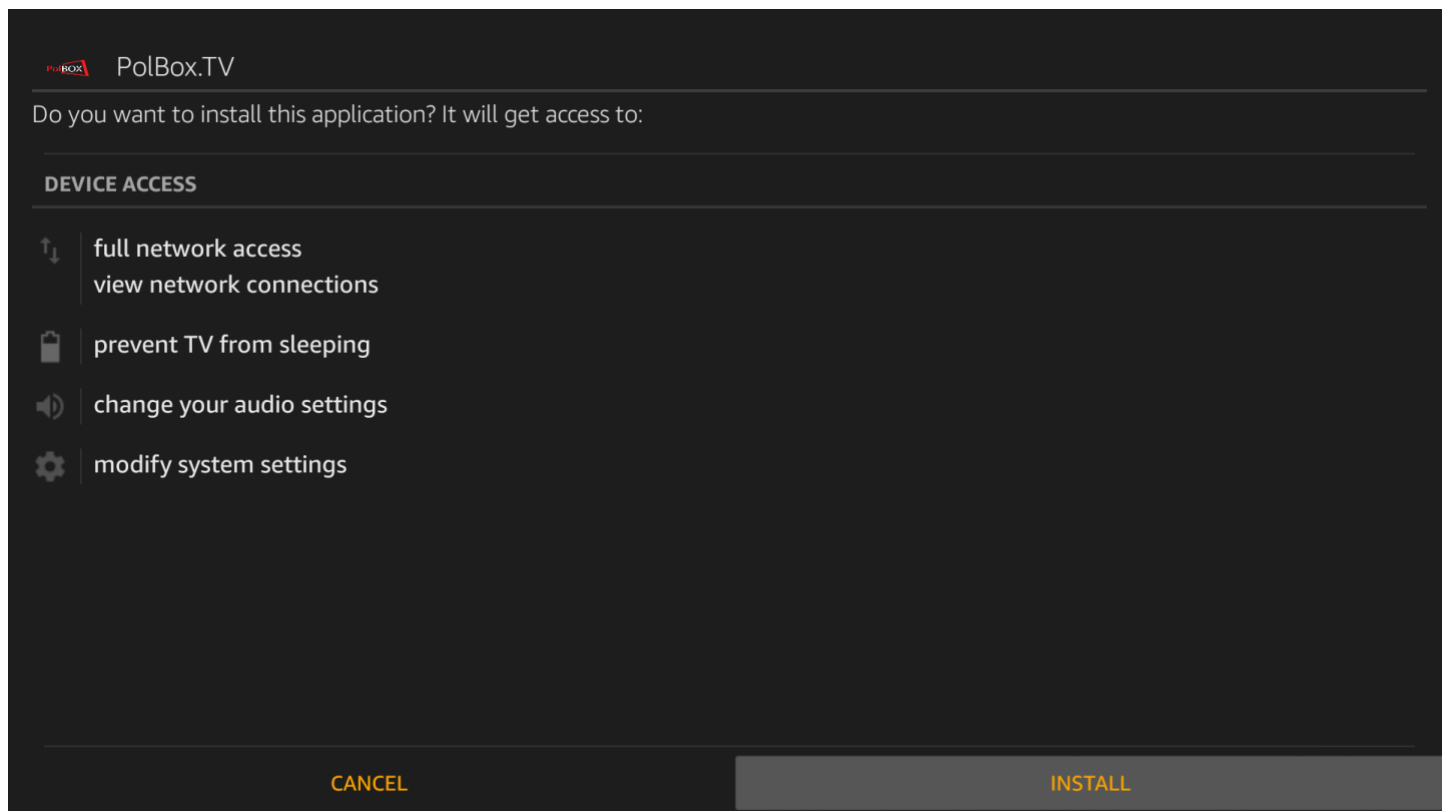 PolBOX PolBox.TV
Do you want to install this application? It will get access to:
DEVICE ACCESS
full network access
view network connections
prevent TV from sleeping
change your audio settings
modify system settings
CANCEL INSTALL